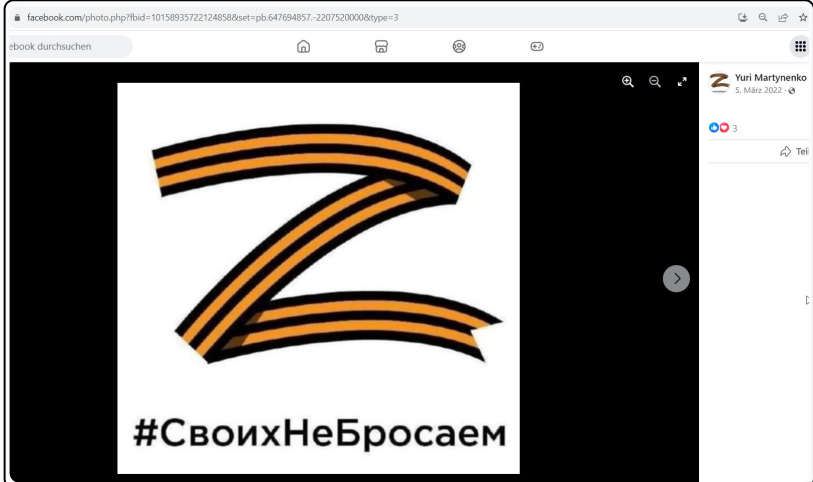 facebook.com/photo.php?fbid=10158935722124858&set=pb.647694857.-2207520000&type=3
ebook durchsuchen
Yuri Martynenko
5. März 2022
3
Teil
#СвоихНеБросаем